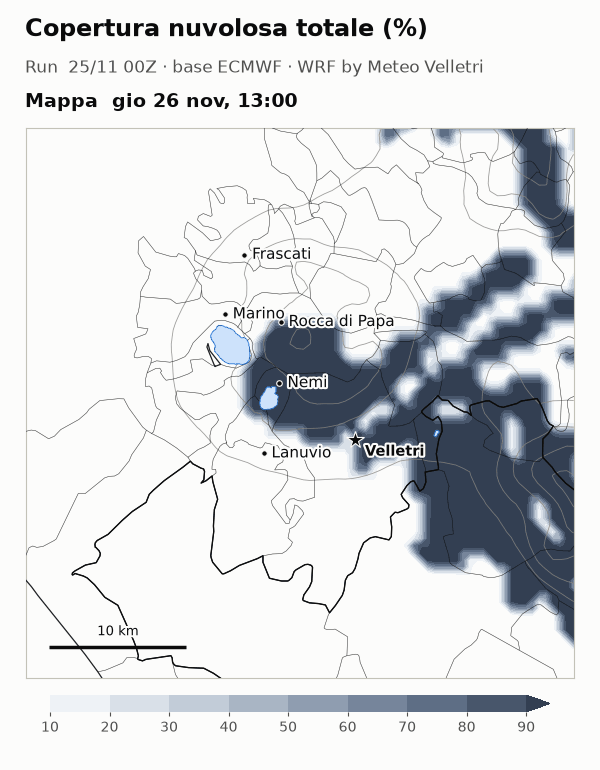 Copertura nuvolosa totale (%)
Run  25/11 00Z · base ECMWF · WRF by Meteo Velletri
Mappa  gio 26 nov, 13:00
Frascati
Marino
Rocca di Papa
Nemi
Velletri
Lanuvio
10 km
10 20 30 40 50 60 70 80 90